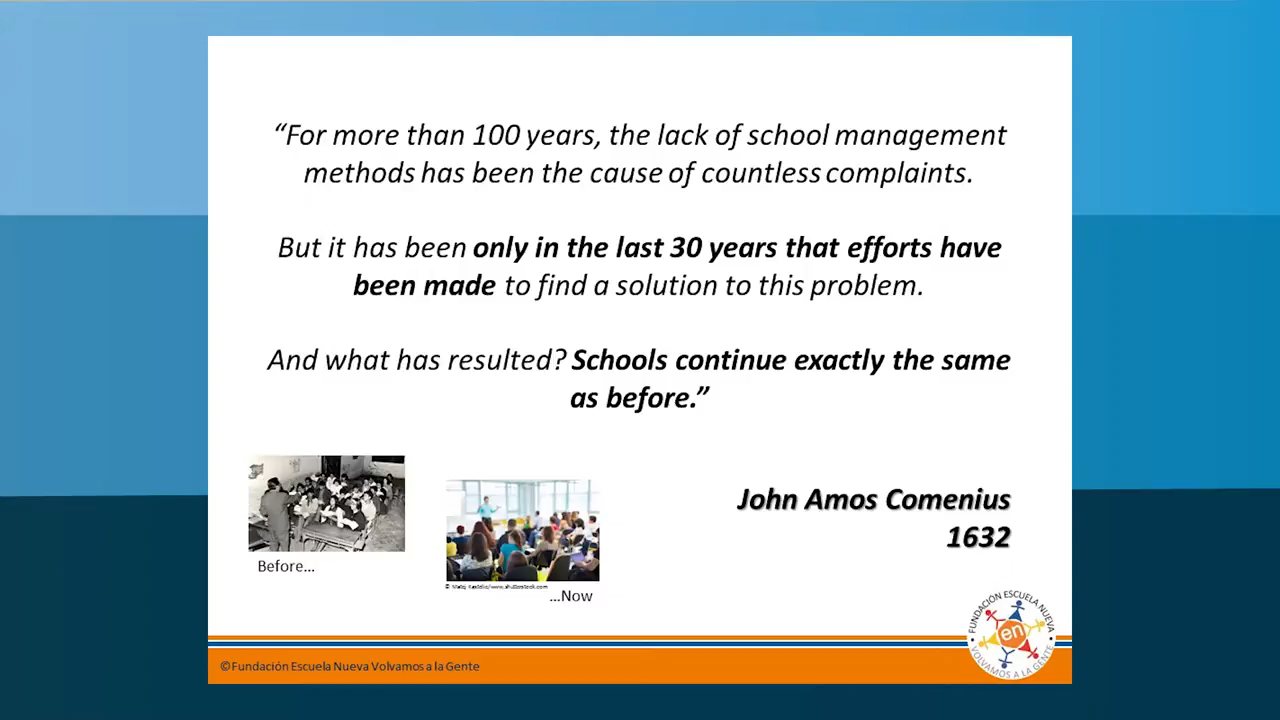 “For more than 100 years, the lack of school management
methods has been the cause of countless complaints.
But it has been only in the last 30 years that efforts have
been made to find a solution to this problem.
And what has resulted? Schools continue exactly the same
as before.”
John Amos Comenius
1632
Before...
...Now
©Fundación Escuela Nueva Volvamos a la Gente
FUNDACIÓN ESCUELA NUEVA
en
VOLVAMOS A LA GENTE